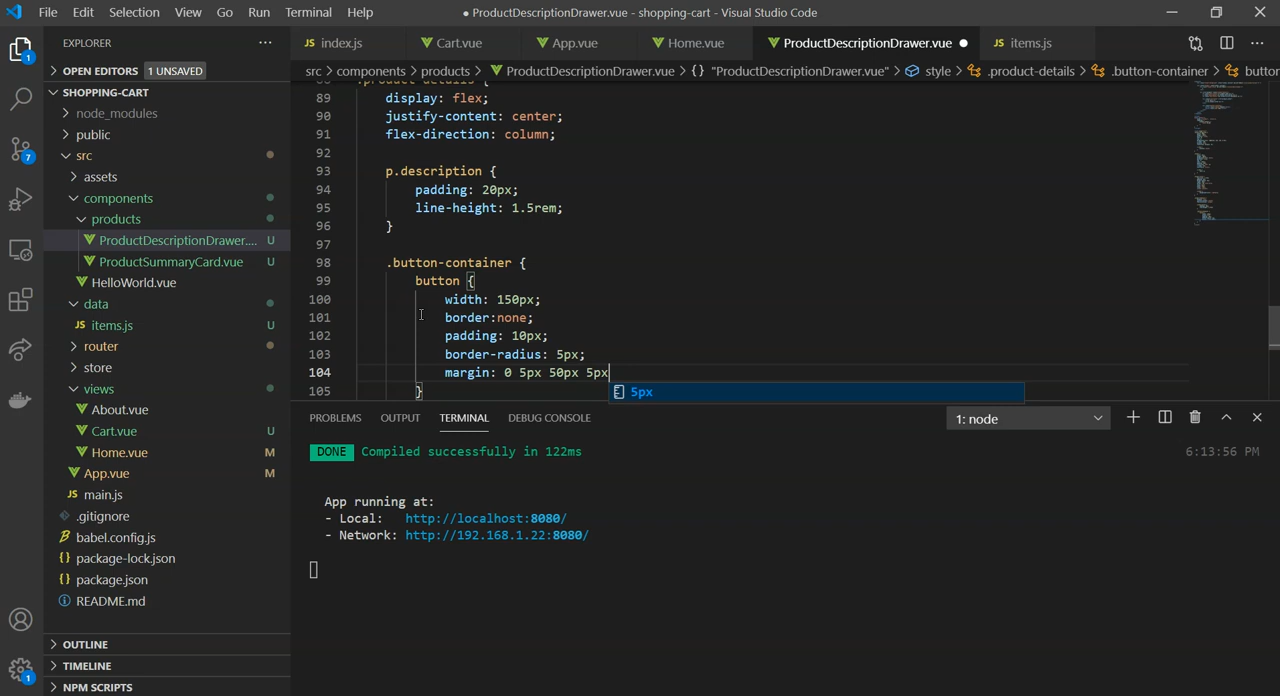 File Edit Selection View Go Run Terminal Help
● ProductDescriptionDrawer.vue - shopping-cart - Visual Studio Code
EXPLORER
JS index.js
Cart.vue
App.vue
Home.vue
ProductDescriptionDrawer.vue
JS items.js
OPEN EDITORS 1 UNSAVED
src > components > products > ProductDescriptionDrawer.vue > {} "ProductDescriptionDrawer.vue" > style > .product-details > .button-container > button
SHOPPING-CART
node_modules
public
src
assets
components
products
ProductDescriptionDrawer.... U
ProductSummaryCard.vue U
HelloWorld.vue
data
JS items.js U
router
store
views
About.vue
Cart.vue U
Home.vue M
App.vue M
JS main.js
.gitignore
babel.config.js
{} package-lock.json
{} package.json
README.md
OUTLINE
TIMELINE
NPM SCRIPTS
1
7
1
89 display: flex;
90 justify-content: center;
91 flex-direction: column;
92
93 p.description {
94 padding: 20px;
95 line-height: 1.5rem;
96 }
97
98 .button-container {
99 button {
100 width: 150px;
101 border:none;
102 padding: 10px;
103 border-radius: 5px;
104 margin: 0 5px 50px 5px
105 }
5px
PROBLEMS OUTPUT TERMINAL DEBUG CONSOLE
1: node
DONE Compiled successfully in 122ms 6:13:56 PM
App running at:
- Local: http://localhost:8080/
- Network: http://192.168.1.22:8080/